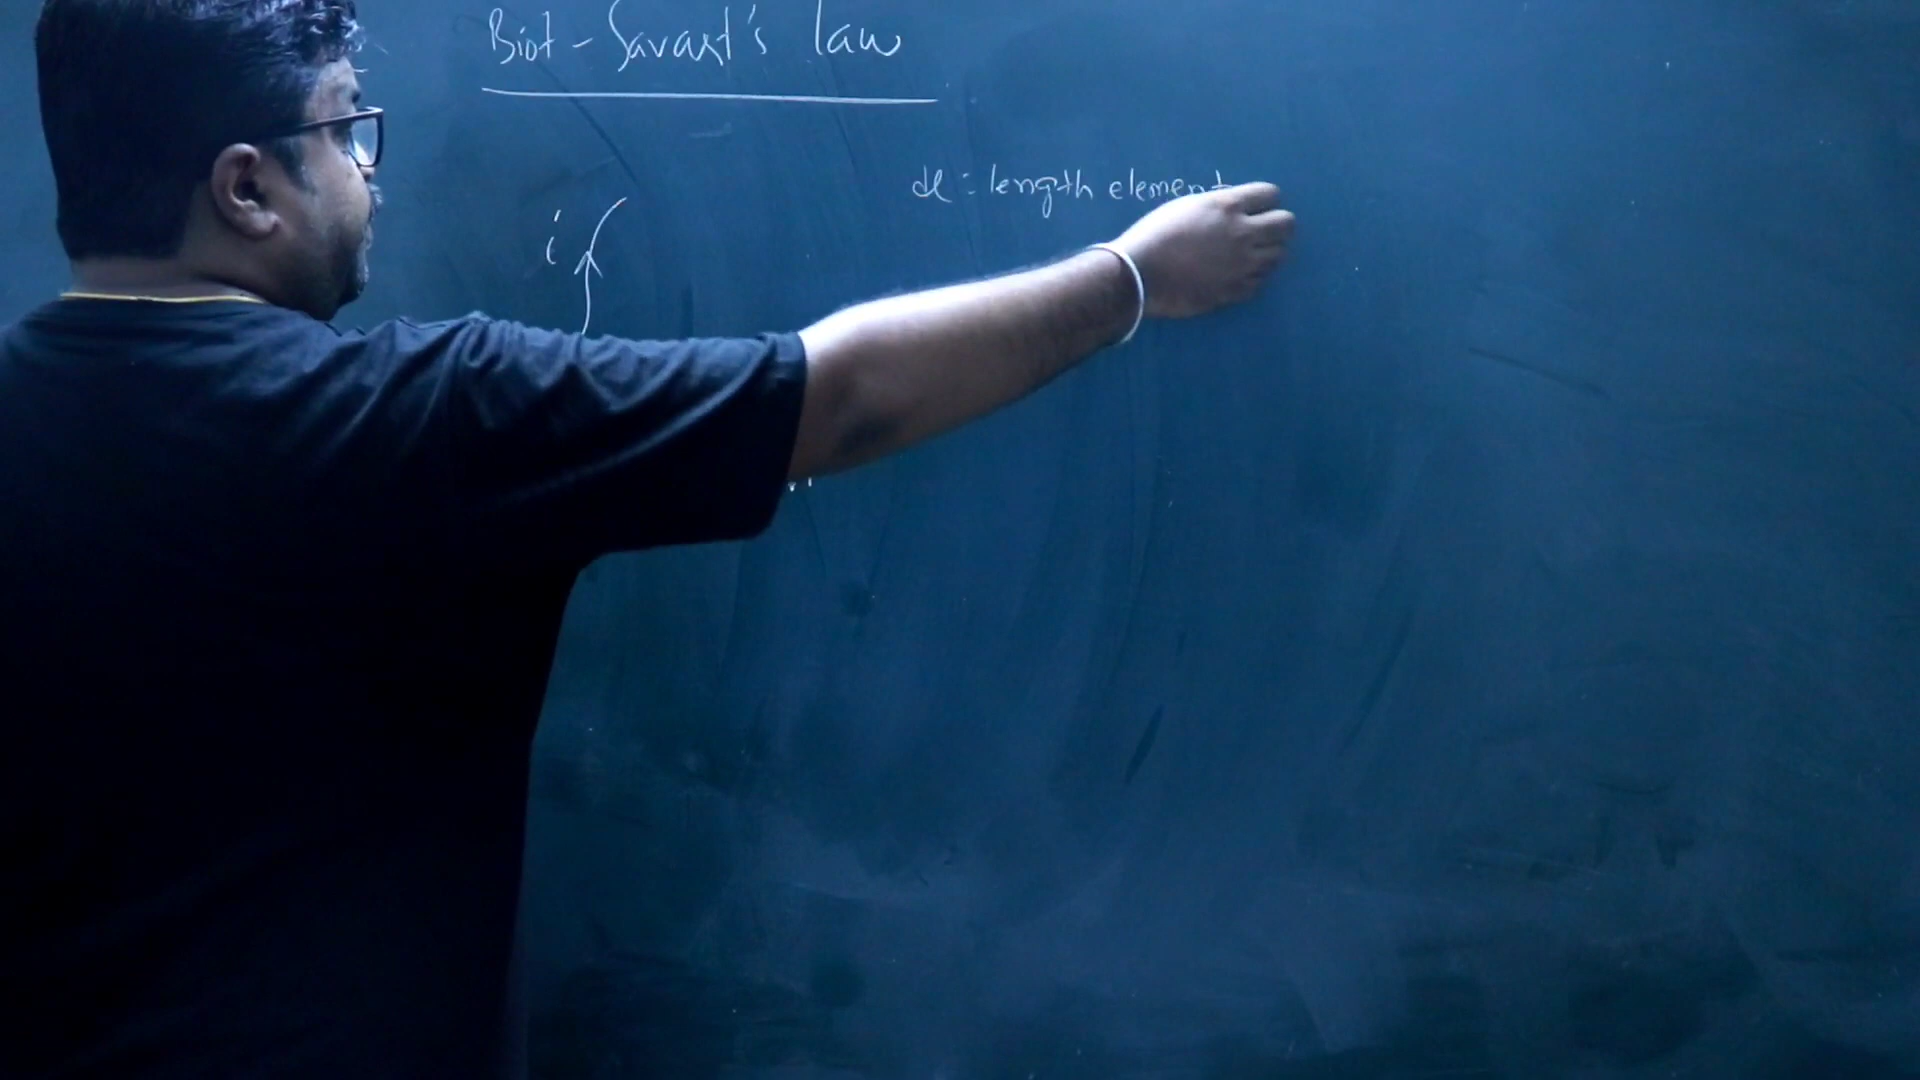 Biot-Savart's law
dl = length element
i